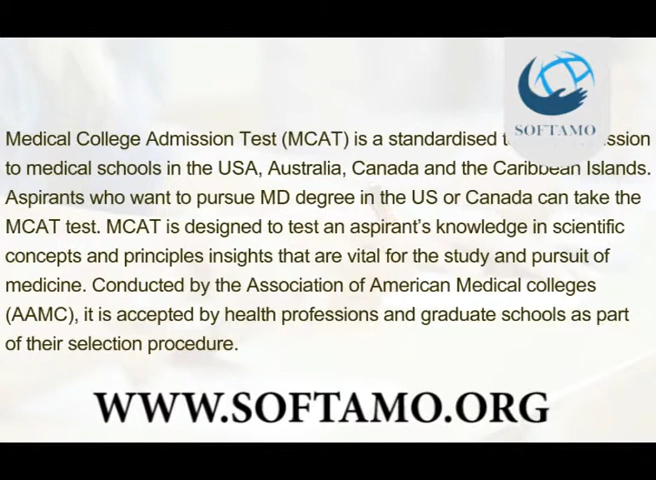 SOFTAMO
Medical College Admission Test (MCAT) is a standardised
to medical schools in the USA, Australia, Canada and the Caribbean Islands.
Aspirants who want to pursue MD degree in the US or Canada can take the
MCAT test. MCAT is designed to test an aspirant's knowledge in scientific
concepts and principles insights that are vital for the study and pursuit of
medicine. Conducted by the Association of American Medical colleges
(AAMC), it is accepted by health professions and graduate schools as part
of their selection procedure.
WWW.SOFTAMO.ORG